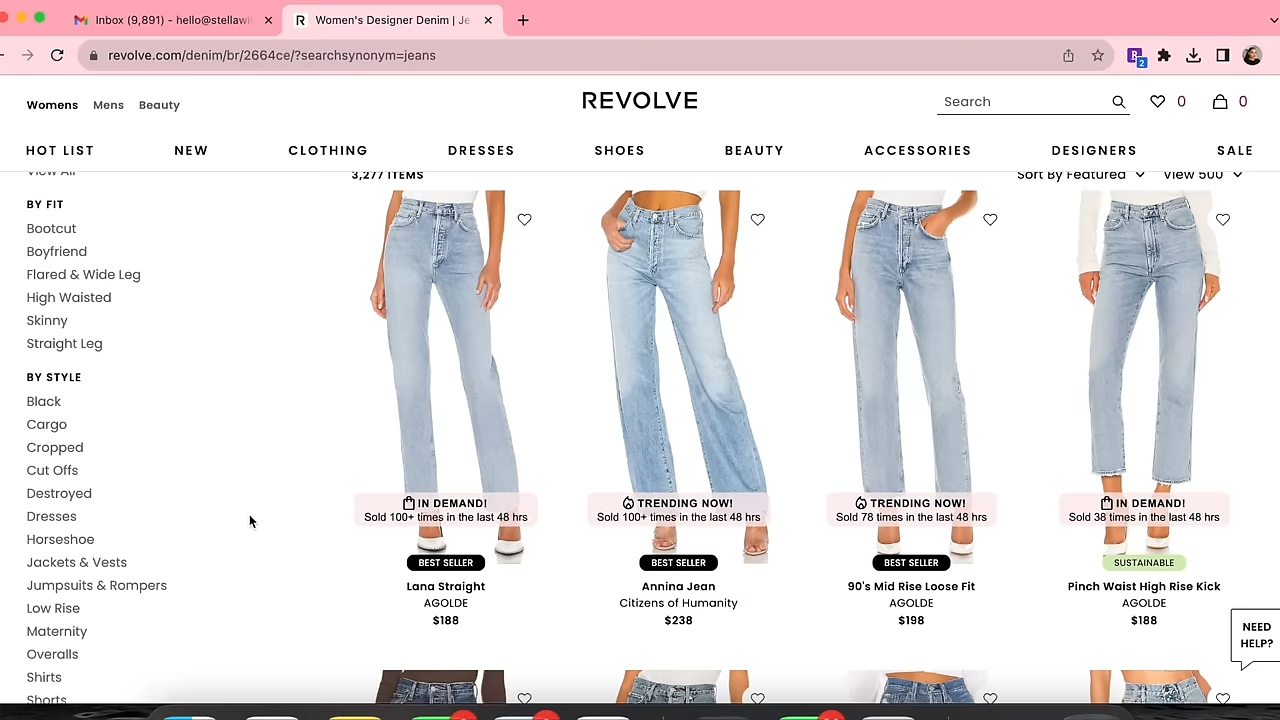 Inbox (9,891) - hello@stellawi
Women's Designer Denim | Je
revolve.com/denim/br/2664ce/?searchsynonym=jeans
2
Womens Mens Beauty
REVOLVE
Search
0
0
HOT LIST NEW CLOTHING DRESSES SHOES BEAUTY ACCESSORIES DESIGNERS SALE
View All
3,277 ITEMS
Sort By Featured
View 500
BY FIT
Bootcut
Boyfriend
Flared & Wide Leg
High Waisted
Skinny
Straight Leg
BY STYLE
Black
Cargo
Cropped
Cut Offs
Destroyed
Dresses
Horseshoe
Jackets & Vests
Jumpsuits & Rompers
Low Rise
Maternity
Overalls
Shirts
Shorts
IN DEMAND!
Sold 100+ times in the last 48 hrs
BEST SELLER
Lana Straight
AGOLDE
$188
TRENDING NOW!
Sold 100+ times in the last 48 hrs
BEST SELLER
Annina Jean
Citizens of Humanity
$238
TRENDING NOW!
Sold 78 times in the last 48 hrs
BEST SELLER
90's Mid Rise Loose Fit
AGOLDE
$198
IN DEMAND!
Sold 38 times in the last 48 hrs
SUSTAINABLE
Pinch Waist High Rise Kick
AGOLDE
$188
NEED
HELP?